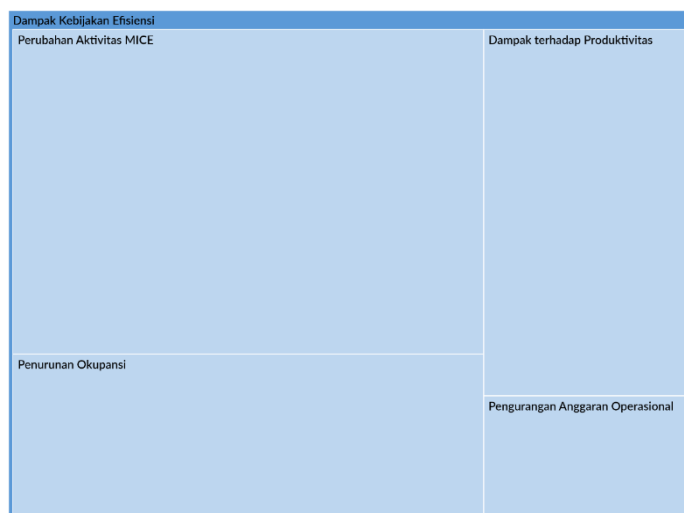 Dampak Kebijakan Efisiensi
Perubahan Aktivitas MICE
Dampak terhadap Produktivitas
Penurunan Okupansi
Pengurangan Anggaran Operasional